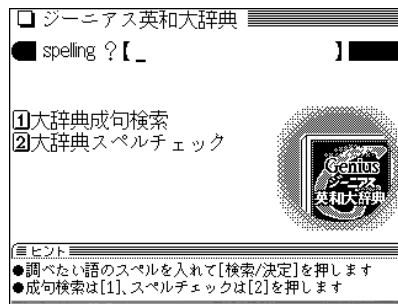 ジーニアス英和大辞典
spelling ?【 _ 】
1大辞典成句検索
2大辞典スペルチェック
Genius
ジーニアス
英和大辞典
ヒント
●調べたい語のスペルを入れて[検索/決定]を押します
●成句検索は[1]、スペルチェックは[2]を押します